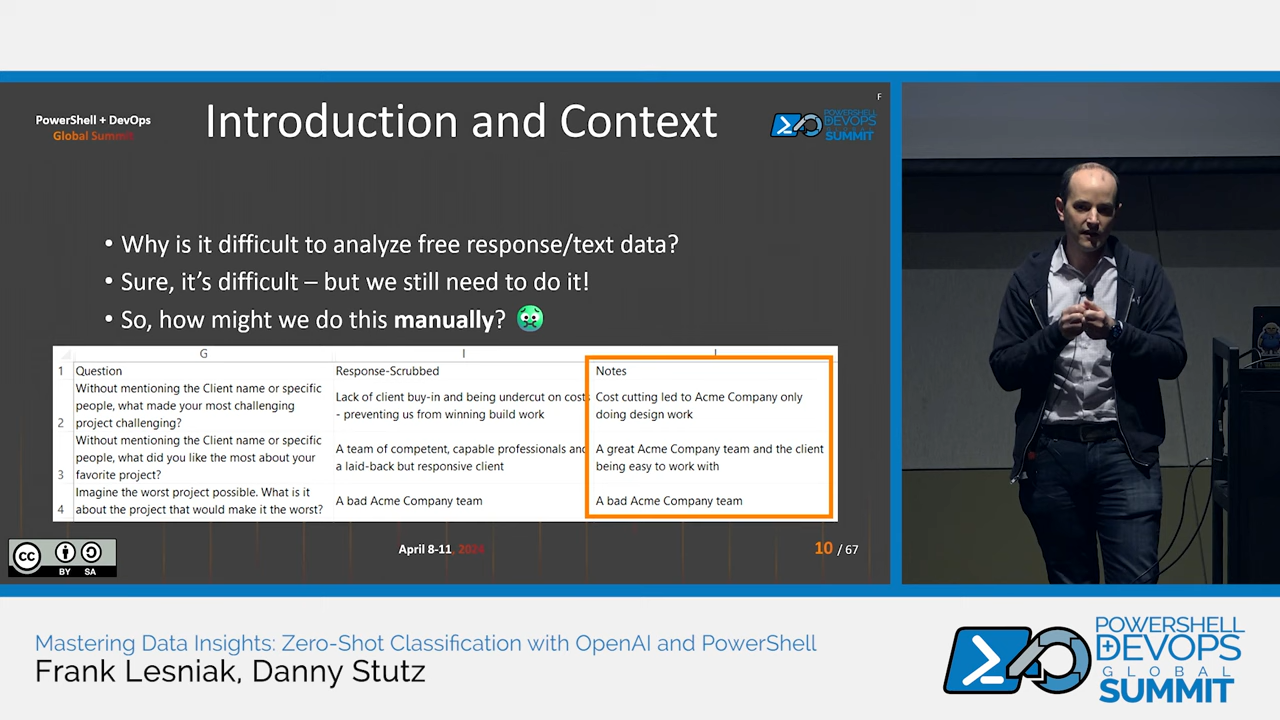 F
PowerShell + DevOps
Global Summit
Introduction and Context
POWERSHELL
DEVOPS
GLOBAL
SUMMIT
• Why is it difficult to analyze free response/text data?
• Sure, it's difficult – but we still need to do it!
• So, how might we do this manually?
G I
1 Question Response-Scrubbed Notes
Without mentioning the Client name or specific
people, what made your most challenging
2 project challenging?
Lack of client buy-in and being undercut on costs
- preventing us from winning build work
Cost cutting led to Acme Company only
doing design work
Without mentioning the Client name or specific
people, what did you like the most about your
3 favorite project?
A team of competent, capable professionals and
a laid-back but responsive client
A great Acme Company team and the client
being easy to work with
Imagine the worst project possible. What is it
4 about the project that would make it the worst?
A bad Acme Company team
A bad Acme Company team
cc
BY SA
April 8-11, 2024
10 / 67
Mastering Data Insights: Zero-Shot Classification with OpenAI and PowerShell
Frank Lesniak, Danny Stutz
POWERSHELL
DEVOPS
GLOBAL
SUMMIT